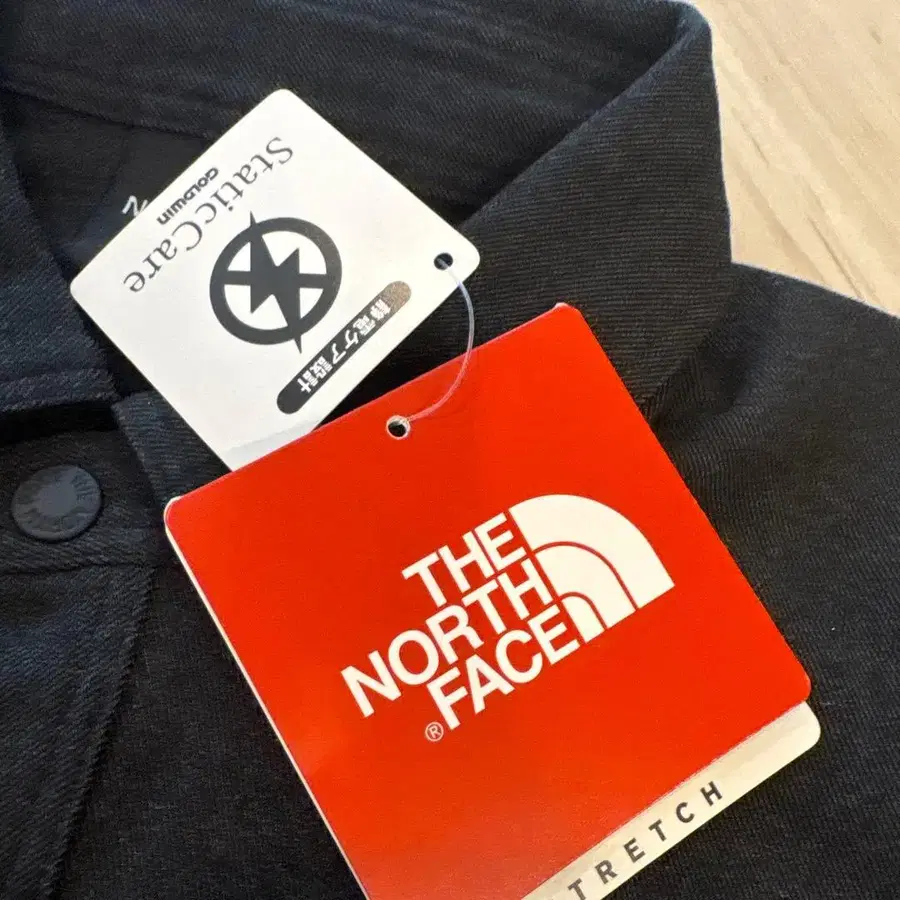 StaticCare
GOLDWIN
静電ケア設計
THE
NORTH
FACE
®
TRETCH